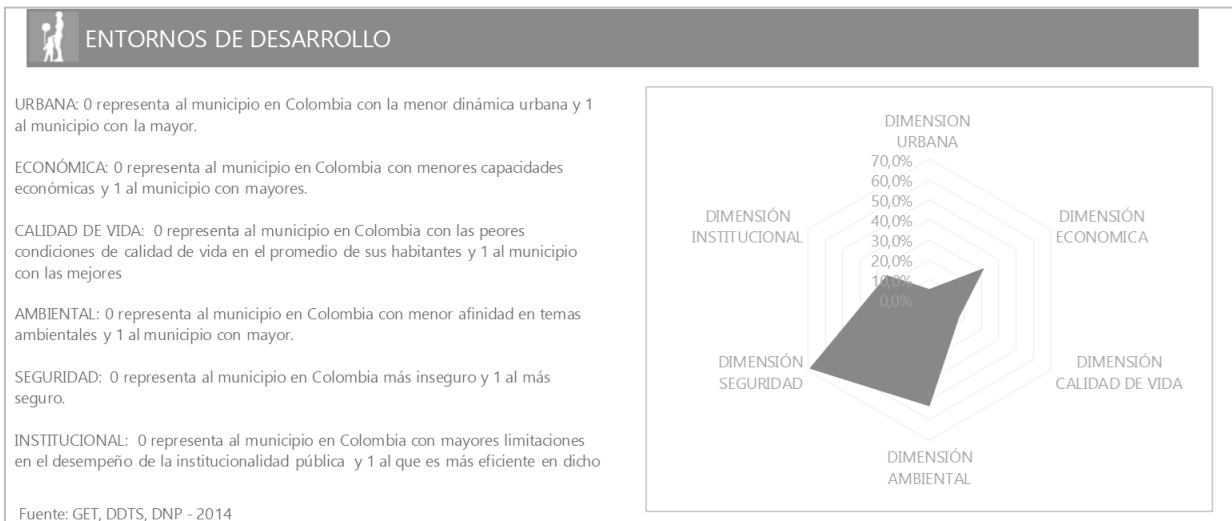 ENTORNOS DE DESARROLLO
URBANA: 0 representa al municipio en Colombia con la menor dinámica urbana y 1
al municipio con la mayor.
ECONÓMICA: 0 representa al municipio en Colombia con menores capacidades
económicas y 1 al municipio con mayores.
CALIDAD DE VIDA: 0 representa al municipio en Colombia con las peores
condiciones de calidad de vida en el promedio de sus habitantes y 1 al municipio
con las mejores
AMBIENTAL: 0 representa al municipio en Colombia con menor afinidad en temas
ambientales y 1 al municipio con mayor.
SEGURIDAD: 0 representa al municipio en Colombia más inseguro y 1 al más
seguro.
INSTITUCIONAL: 0 representa al municipio en Colombia con mayores limitaciones
en el desempeño de la institucionalidad pública y 1 al que es más eficiente en dicho
Fuente: GET, DDTS, DNP - 2014
DIMENSION
URBANA
70,0%
60,0%
50,0%
40,0%
30,0%
20,0%
10,0%
0,0%
DIMENSIÓN
ECONOMICA
DIMENSIÓN
CALIDAD DE VIDA
DIMENSIÓN
AMBIENTAL
DIMENSIÓN
SEGURIDAD
DIMENSIÓN
INSTITUCIONAL